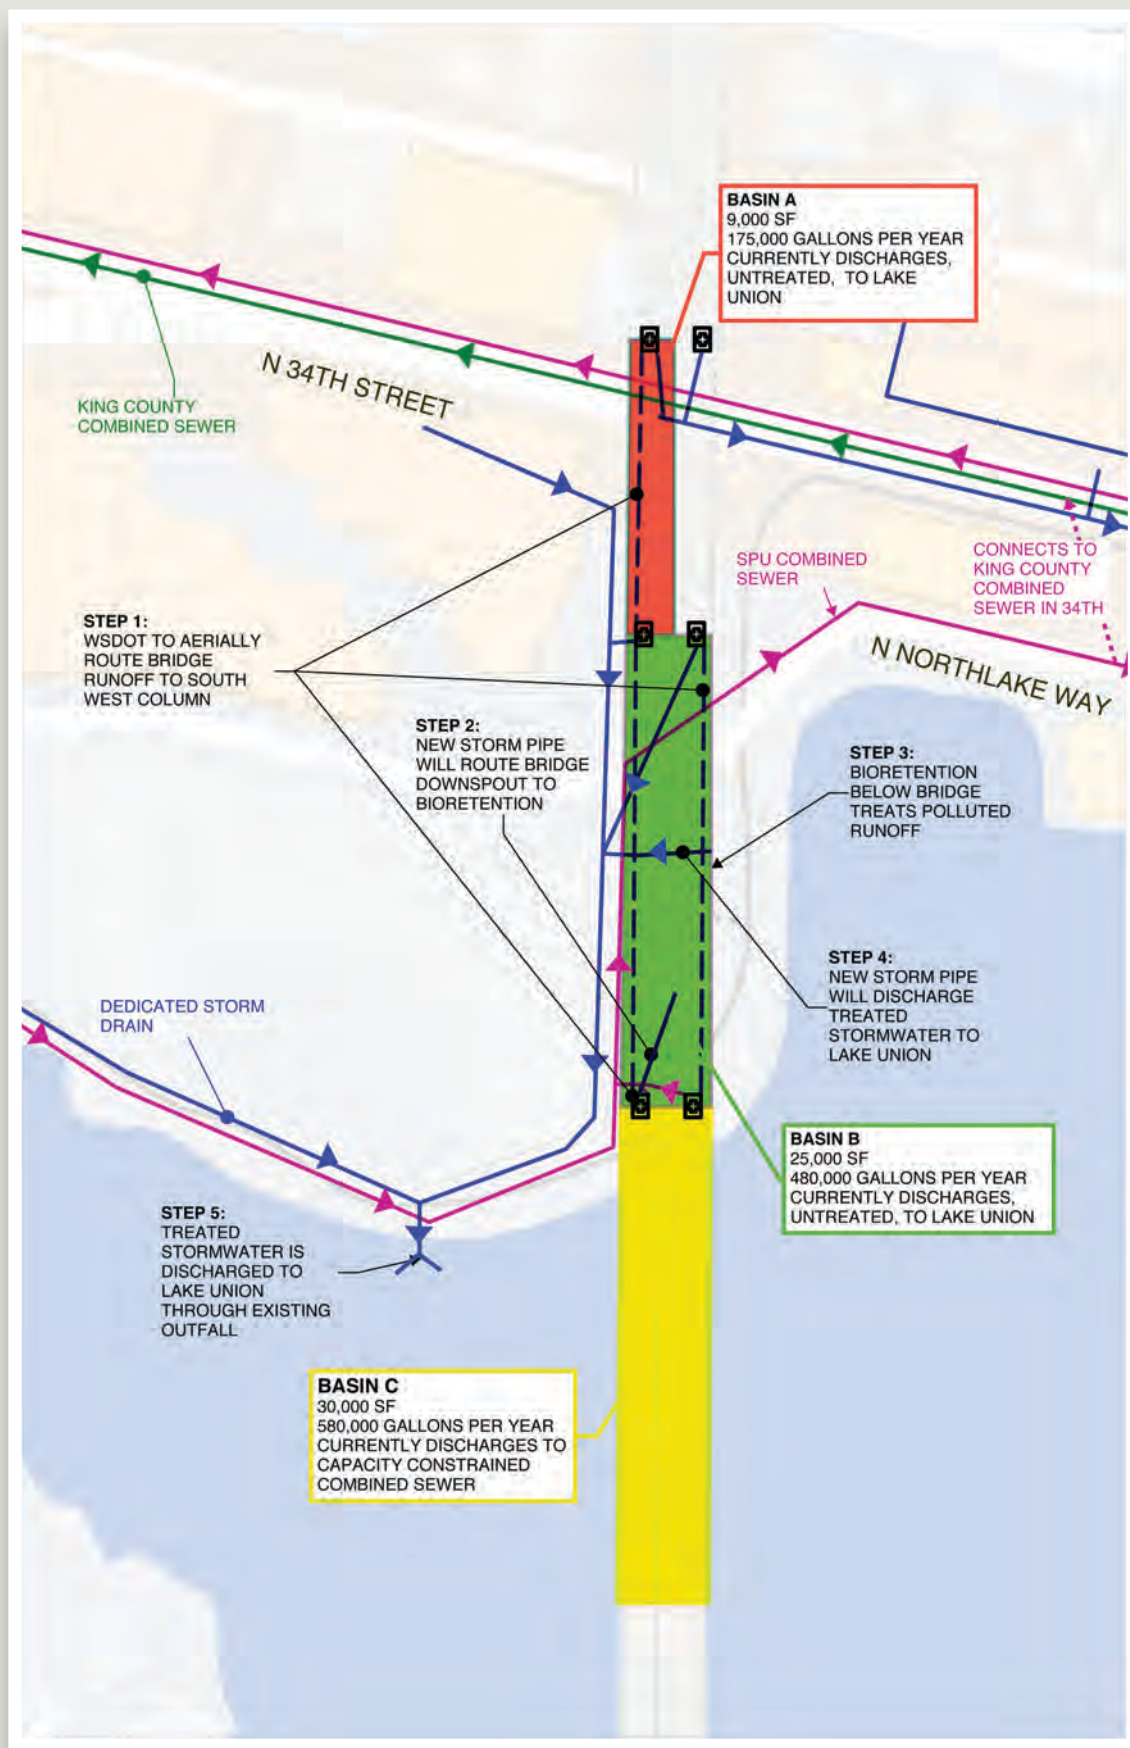 BASIN A
9,000 SF
175,000 GALLONS PER YEAR
CURRENTLY DISCHARGES,
UNTREATED, TO LAKE
UNION
N 34TH STREET
KING COUNTY
COMBINED SEWER
SPU COMBINED
SEWER
CONNECTS TO
KING COUNTY
COMBINED
SEWER IN 34TH
N NORTHLAKE WAY
STEP 1:
WSDOT TO AERIALLY
ROUTE BRIDGE
RUNOFF TO SOUTH
WEST COLUMN
STEP 2:
NEW STORM PIPE
WILL ROUTE BRIDGE
DOWNSPOUT TO
BIORETENTION
STEP 3:
BIORETENTION
BELOW BRIDGE
TREATS POLLUTED
RUNOFF
STEP 4:
NEW STORM PIPE
WILL DISCHARGE
TREATED
STORMWATER TO
LAKE UNION
DEDICATED STORM
DRAIN
BASIN B
25,000 SF
480,000 GALLONS PER YEAR
CURRENTLY DISCHARGES,
UNTREATED, TO LAKE UNION
STEP 5:
TREATED
STORMWATER IS
DISCHARGED TO
LAKE UNION
THROUGH EXISTING
OUTFALL
BASIN C
30,000 SF
580,000 GALLONS PER YEAR
CURRENTLY DISCHARGES TO
CAPACITY CONSTRAINED
COMBINED SEWER